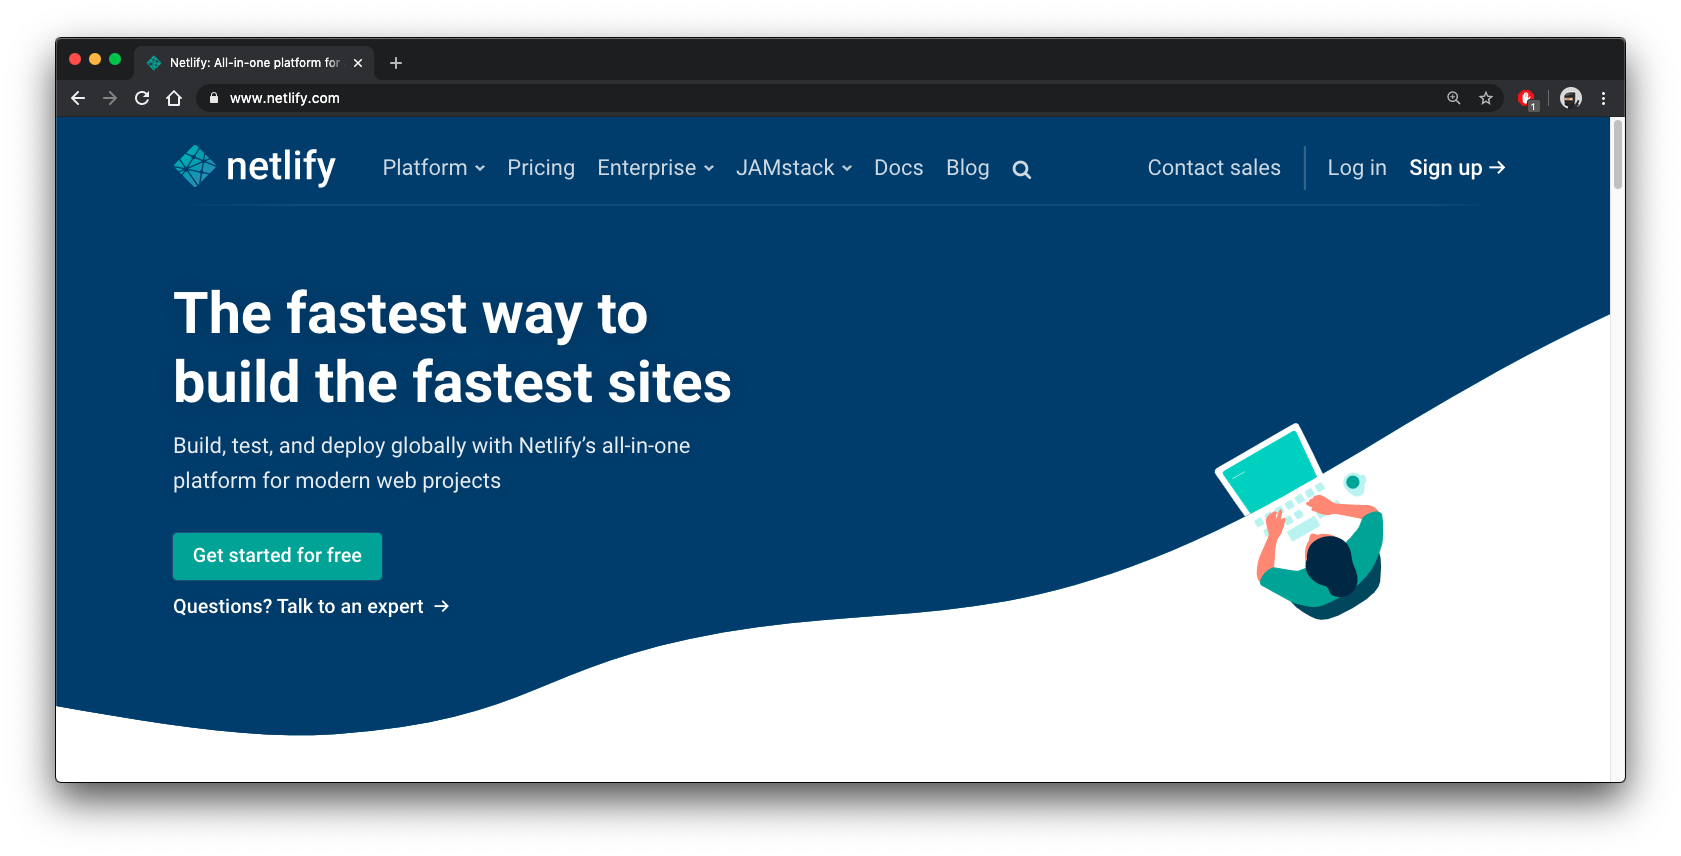 Netlify: All-in-one platform for
www.netlify.com
1
netlify Platform Pricing Enterprise JAMstack Docs Blog Contact sales Log in Sign up →
The fastest way to
build the fastest sites
Build, test, and deploy globally with Netlify’s all-in-one
platform for modern web projects
Get started for free
Questions? Talk to an expert →